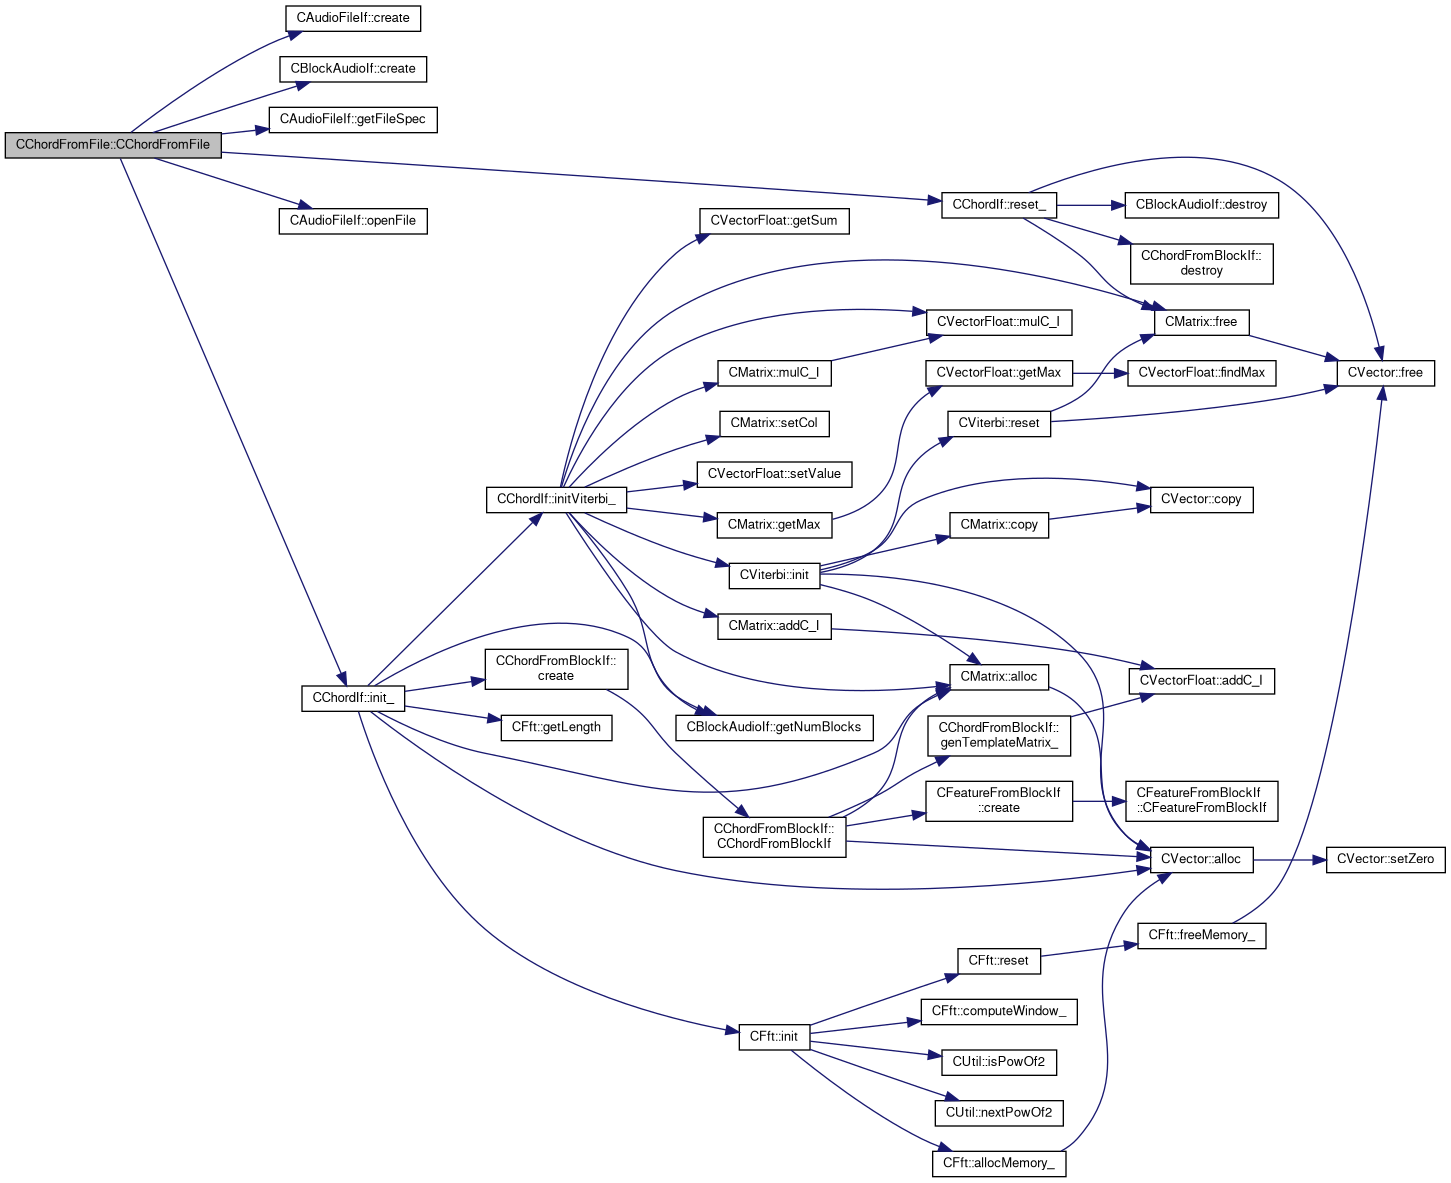 CAudioFileIf::create
CBlockAudioIf::create
CAudioFileIf::getFileSpec
CChordFromFile::CChordFromFile
CAudioFileIf::openFile
CChordIf::reset_
CBlockAudioIf::destroy
CVectorFloat::getSum
CChordFromBlockIf::
destroy
CMatrix::free
CVectorFloat::mulC_I
CMatrix::mulC_I
CVectorFloat::getMax
CVectorFloat::findMax
CVector::free
CMatrix::setCol
CViterbi::reset
CVectorFloat::setValue
CChordIf::initViterbi_
CVector::copy
CMatrix::getMax
CMatrix::copy
CViterbi::init
CMatrix::addC_I
CChordFromBlockIf::
create
CMatrix::alloc
CVectorFloat::addC_I
CChordIf::init_
CFft::getLength
CBlockAudioIf::getNumBlocks
CChordFromBlockIf::
genTemplateMatrix_
CFeatureFromBlockIf
::create
CFeatureFromBlockIf
::CFeatureFromBlockIf
CChordFromBlockIf::
CChordFromBlockIf
CVector::alloc
CVector::setZero
CFft::freeMemory_
CFft::reset
CFft::computeWindow_
CFft::init
CUtil::isPowOf2
CUtil::nextPowOf2
CFft::allocMemory_